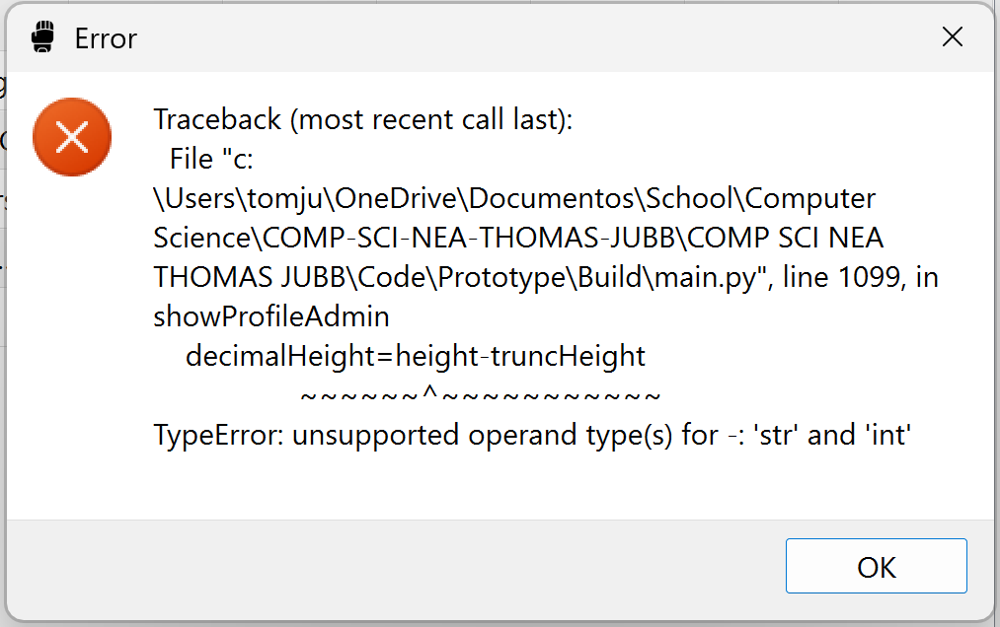 Error
Traceback (most recent call last):
File "c:
\Users\tomju\OneDrive\Documentos\School\Computer
Science\COMP-SCI-NEA-THOMAS-JUBB\COMP SCI NEA
THOMAS JUBB\Code\Prototype\Build\main.py", line 1099, in
showProfileAdmin
decimalHeight=height-truncHeight
~~~~~~^~~~~~~~~~~~
TypeError: unsupported operand type(s) for -: 'str' and 'int'
OK